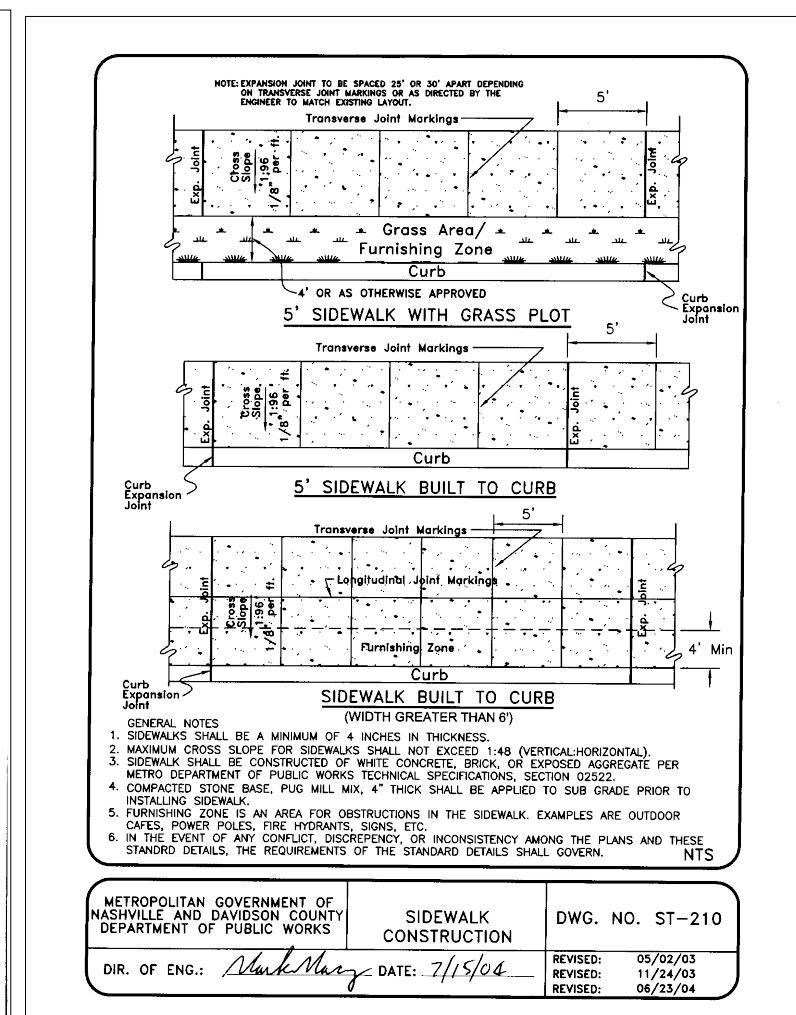 NOTE: EXPANSION JOINT TO BE SPACED 25' OR 30' APART DEPENDING
ON TRANSVERSE JOINT MARKINGS OR AS DIRECTED BY THE
ENGINEER TO MATCH EXISTING LAYOUT.
5'
Transverse Joint Markings
Exp. Joint
Cross
Slope
1:96
1/8" per ft.
Exp. Joint
Grass Area/
Furnishing Zone
Curb
4' OR AS OTHERWISE APPROVED
Curb
Expansion
Joint
5' SIDEWALK WITH GRASS PLOT
5'
Transverse Joint Markings
Exp. Joint
Cross
Slope
1:96
1/8" per ft.
Exp. Joint
Curb
Curb
Expansion
Joint
5' SIDEWALK BUILT TO CURB
5'
Transverse Joint Markings
Exp. Joint
Longitudinal Joint Markings
Cross
Slope
1:96
1/8" per ft.
Exp. Joint
Furnishing Zone
4' Min
Curb
Curb
Expansion
Joint
SIDEWALK BUILT TO CURB
(WIDTH GREATER THAN 6')
GENERAL NOTES
1. SIDEWALKS SHALL BE A MINIMUM OF 4 INCHES IN THICKNESS.
2. MAXIMUM CROSS SLOPE FOR SIDEWALKS SHALL NOT EXCEED 1:48 (VERTICAL:HORIZONTAL).
3. SIDEWALK SHALL BE CONSTRUCTED OF WHITE CONCRETE, BRICK, OR EXPOSED AGGREGATE PER
METRO DEPARTMENT OF PUBLIC WORKS TECHNICAL SPECIFICATIONS, SECTION 02522.
4. COMPACTED STONE BASE, PUG MILL MIX, 4" THICK SHALL BE APPLIED TO SUB GRADE PRIOR TO
INSTALLING SIDEWALK.
5. FURNISHING ZONE IS AN AREA FOR OBSTRUCTIONS IN THE SIDEWALK. EXAMPLES ARE OUTDOOR
CAFES, POWER POLES, FIRE HYDRANTS, SIGNS, ETC.
6. IN THE EVENT OF ANY CONFLICT, DISCREPENCY, OR INCONSISTENCY AMONG THE PLANS AND THESE
STANDRD DETAILS, THE REQUIREMENTS OF THE STANDARD DETAILS SHALL GOVERN.
NTS
METROPOLITAN GOVERNMENT OF
NASHVILLE AND DAVIDSON COUNTY
DEPARTMENT OF PUBLIC WORKS
SIDEWALK
CONSTRUCTION
DWG. NO. ST-210
DIR. OF ENG.: Mark Macy DATE: 7/15/04
REVISED: 05/02/03
REVISED: 11/24/03
REVISED: 06/23/04